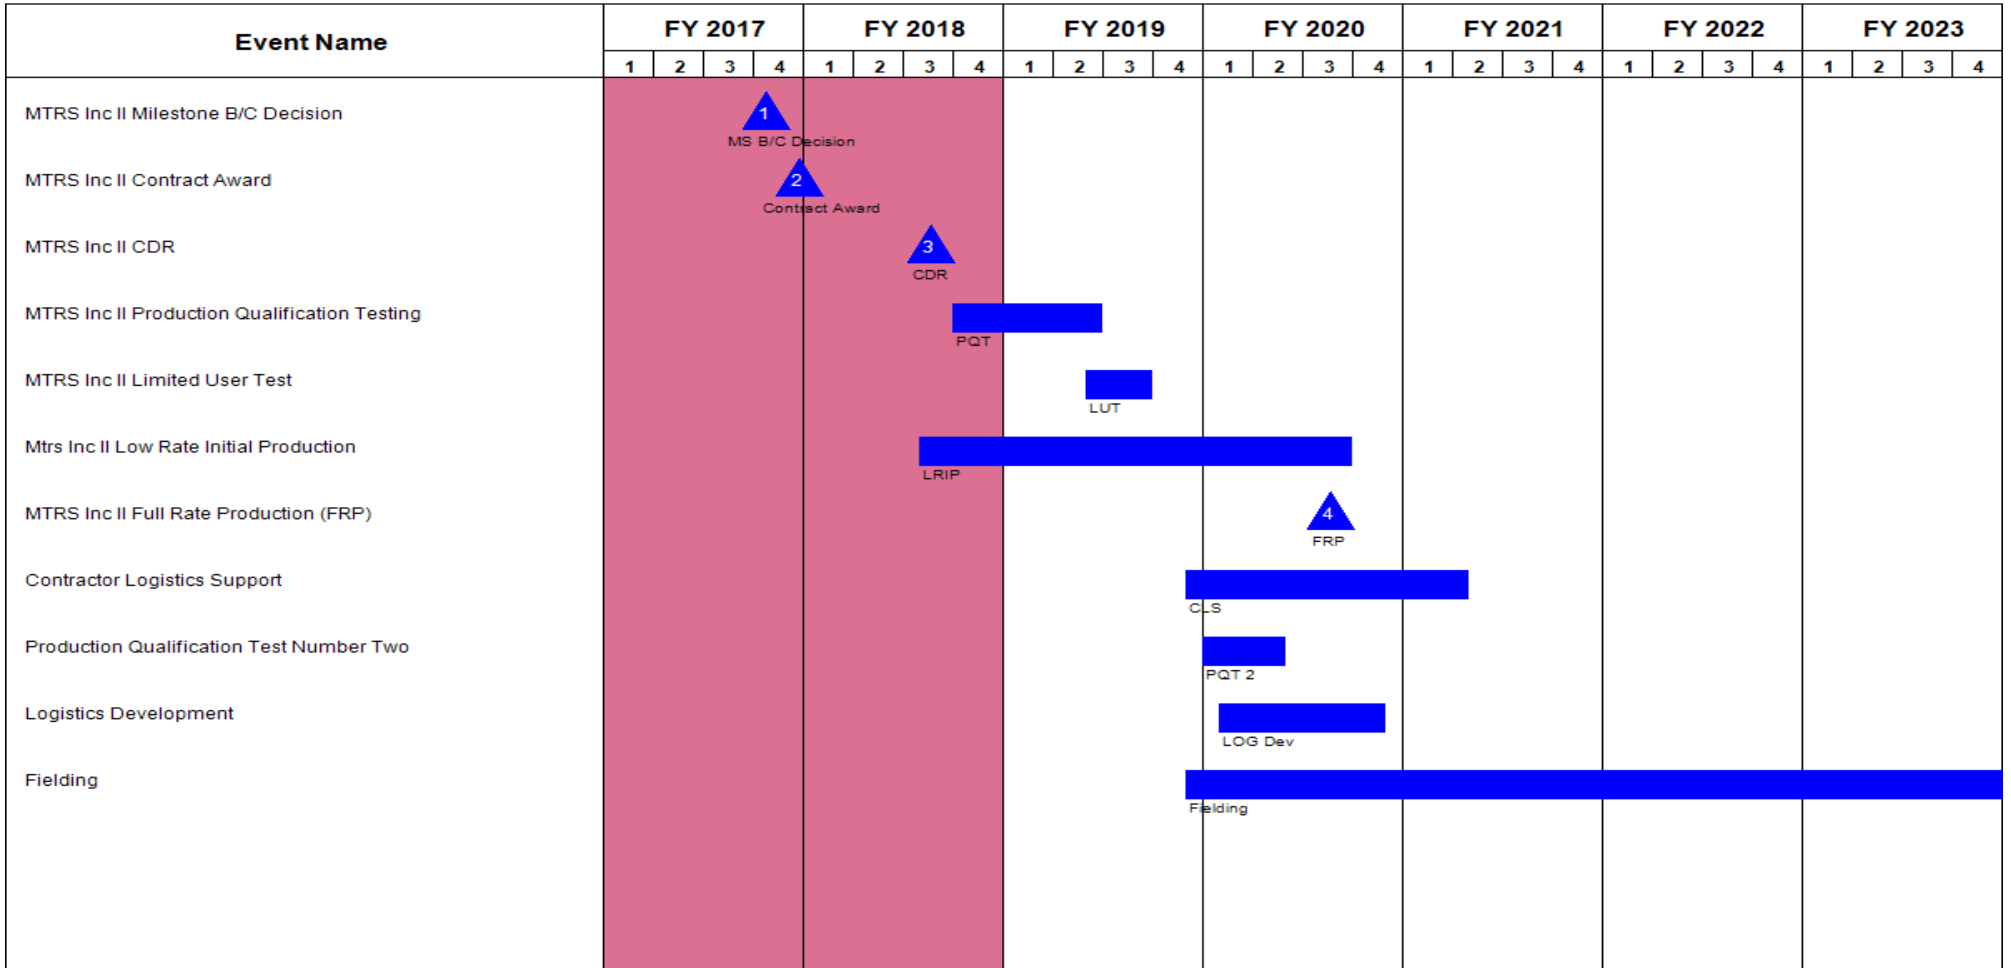 Event Name
FY 2017 FY 2018 FY 2019 FY 2020 FY 2021 FY 2022 FY 2023
1 2 3 4 1 2 3 4 1 2 3 4 1 2 3 4 1 2 3 4 1 2 3 4 1 2 3 4
MTRS Inc II Milestone B/C Decision
1
MS B/C Decision
MTRS Inc II Contract Award
2
Contract Award
MTRS Inc II CDR
3
CDR
MTRS Inc II Production Qualification Testing
PQT
MTRS Inc II Limited User Test
LUT
Mtrs Inc II Low Rate Initial Production
LRIP
MTRS Inc II Full Rate Production (FRP)
4
FRP
Contractor Logistics Support
CLS
Production Qualification Test Number Two
PQT 2
Logistics Development
LOG Dev
Fielding
Fielding